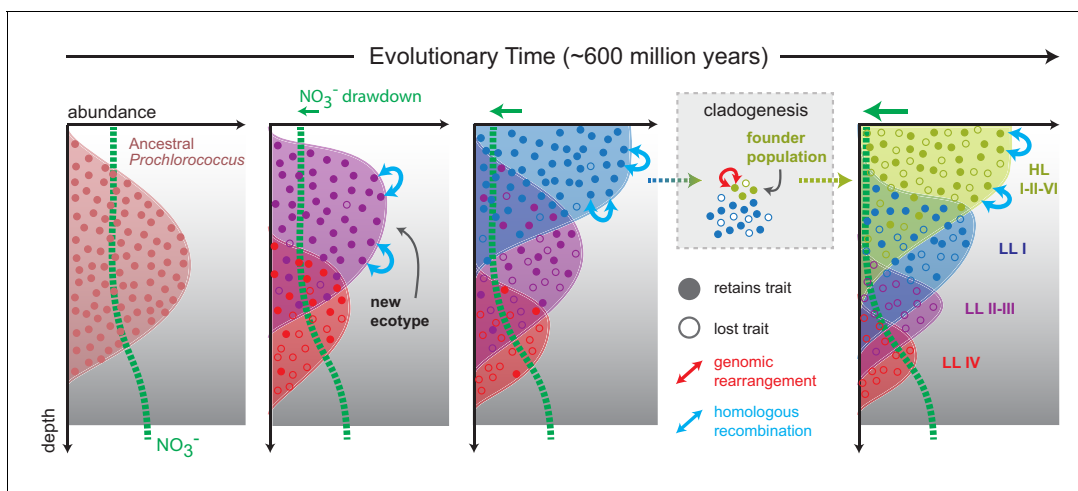 Evolutionary Time (~600 million years)
abundance
Ancestral
Prochlorococcus
depth
NO₃⁻
NO₃⁻ drawdown
new
ecotype
cladogenesis
founder
population
retains trait
lost trait
genomic
rearrangement
homologous
recombination
HL
I-II-VI
LL I
LL II-III
LL IV